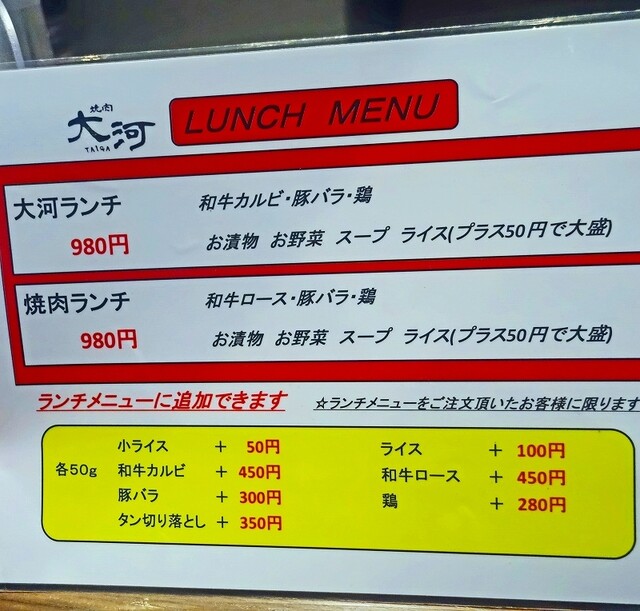 焼肉
大河
TAIGA
LUNCH MENU
大河ランチ 和牛カルビ・豚バラ・鶏
980円 お漬物 お野菜 スープ ライス(プラス50円で大盛)
焼肉ランチ 和牛ロース・豚バラ・鶏
980円 お漬物 お野菜 スープ ライス(プラス50円で大盛)
ランチメニューに追加できます ☆ランチメニューをご注文頂いたお客様に限ります
小ライス + 50円 ライス + 100円
各50g 和牛カルビ + 450円 和牛ロース + 450円
豚バラ + 300円 鶏 + 280円
タン切り落とし + 350円